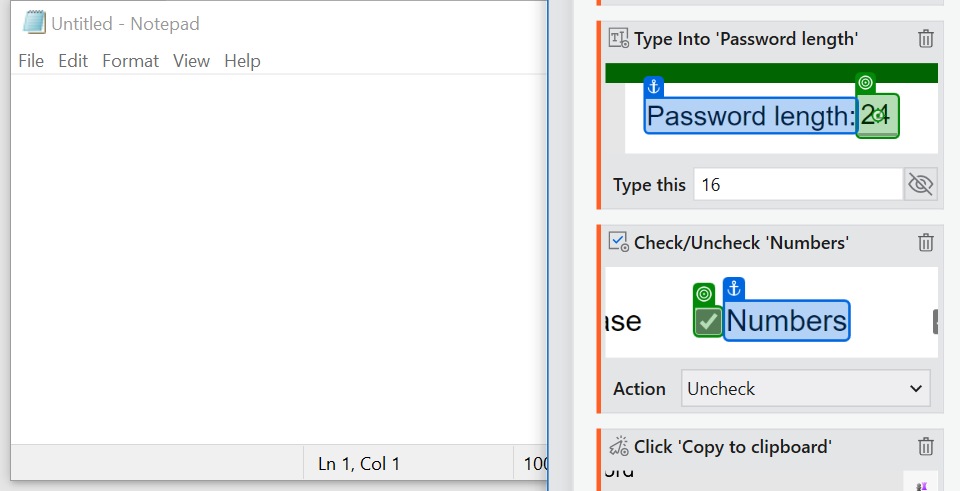 Untitled - Notepad
File Edit Format View Help
Ln 1, Col 1
100
Type Into 'Password length'
Password length: 24
Type this 16
Check/Uncheck 'Numbers'
ase Numbers
Action Uncheck
Click 'Copy to clipboard'